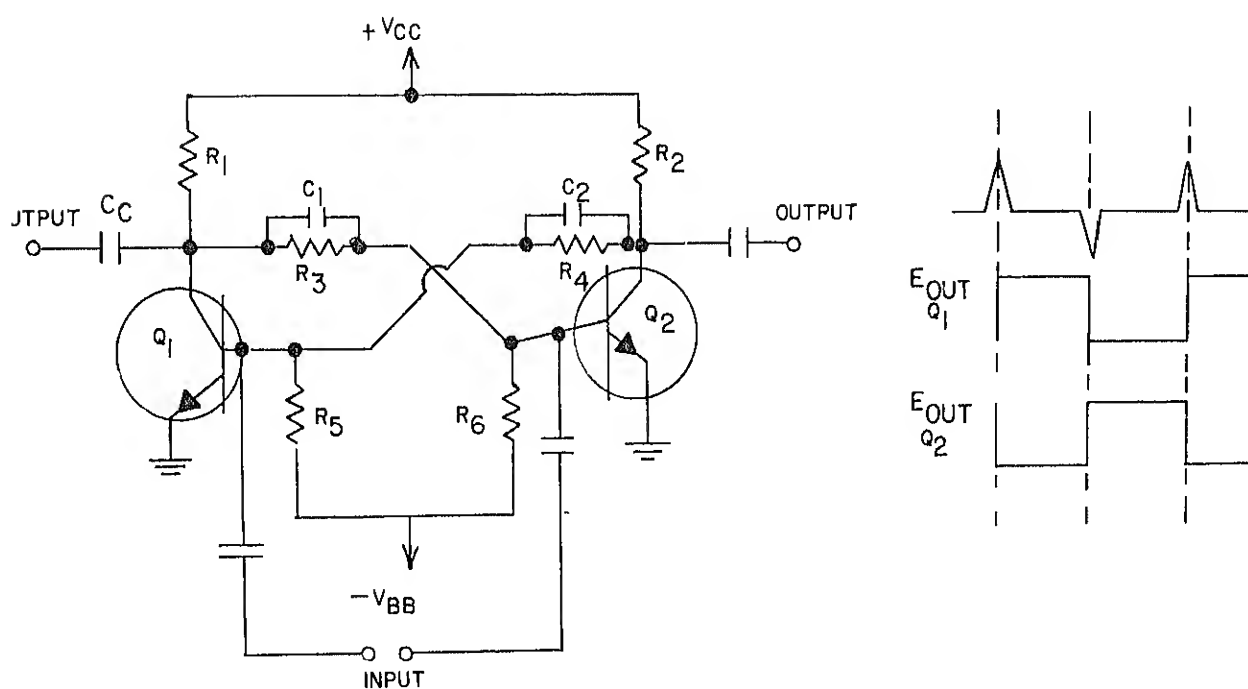 +VCC
R1
R2
C1
C2
CC
JTPUT
OUTPUT
R3
R4
Q1
Q2
R5
R6
-VBB
INPUT
EOUT
Q1
EOUT
Q2